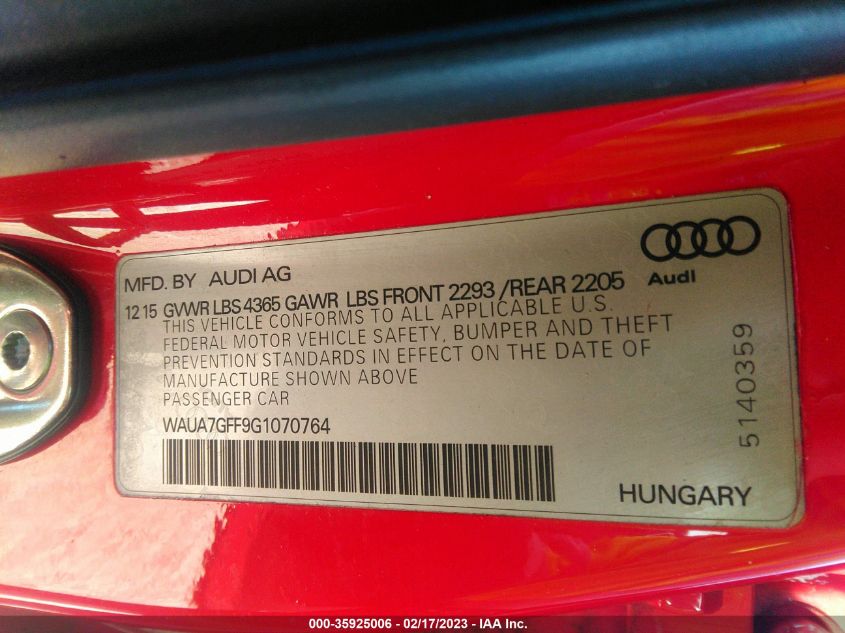 MFD. BY AUDI AG
Audi
12 15 GVWR LBS 4365 GAWR LBS FRONT 2293 /REAR 2205
THIS VEHICLE CONFORMS TO ALL APPLICABLE U.S.
FEDERAL MOTOR VEHICLE SAFETY, BUMPER AND THEFT
PREVENTION STANDARDS IN EFFECT ON THE DATE OF
MANUFACTURE SHOWN ABOVE
PASSENGER CAR
WAUA7GFF9G1070764
5140359
HUNGARY
000-35925006 - 02/17/2023 - IAA Inc.